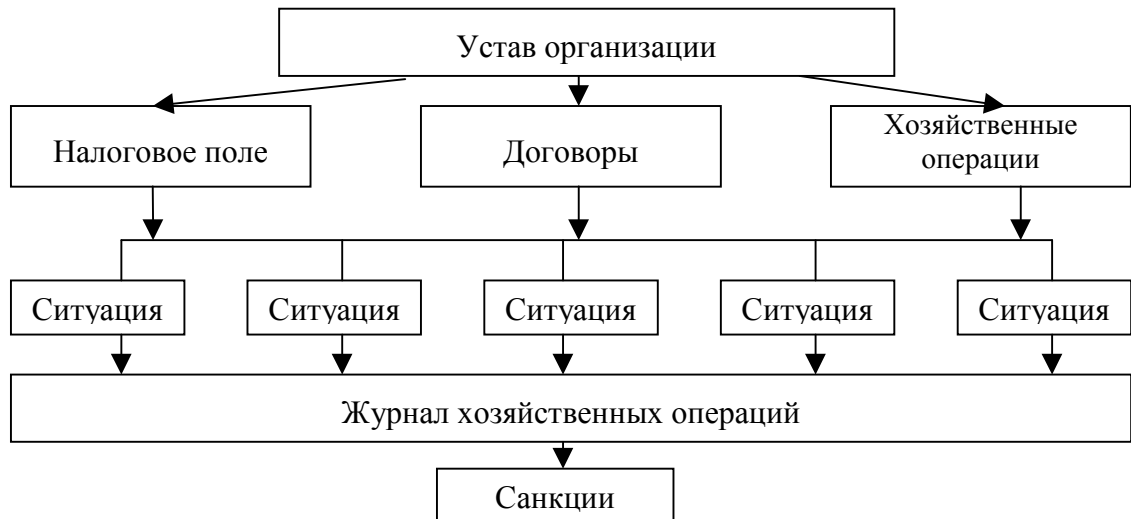 Устав организации
Налоговое поле
Договоры
Хозяйственные
операции
Ситуация
Ситуация
Ситуация
Ситуация
Ситуация
Журнал хозяйственных операций
Санкции